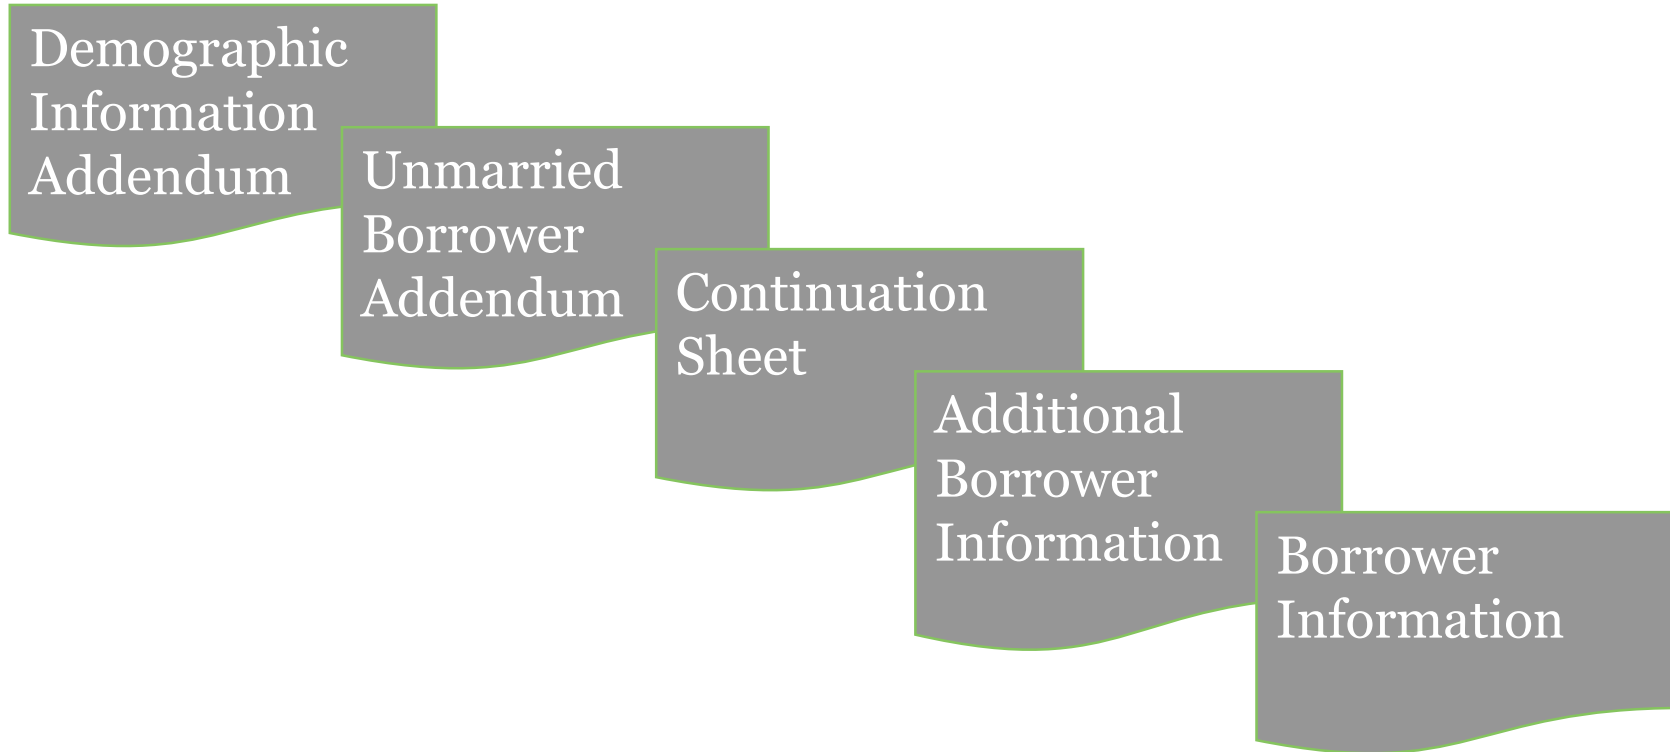 Demographic
Information
Addendum
Unmarried
Borrower
Addendum
Continuation
Sheet
Additional
Borrower
Information
Borrower
Information